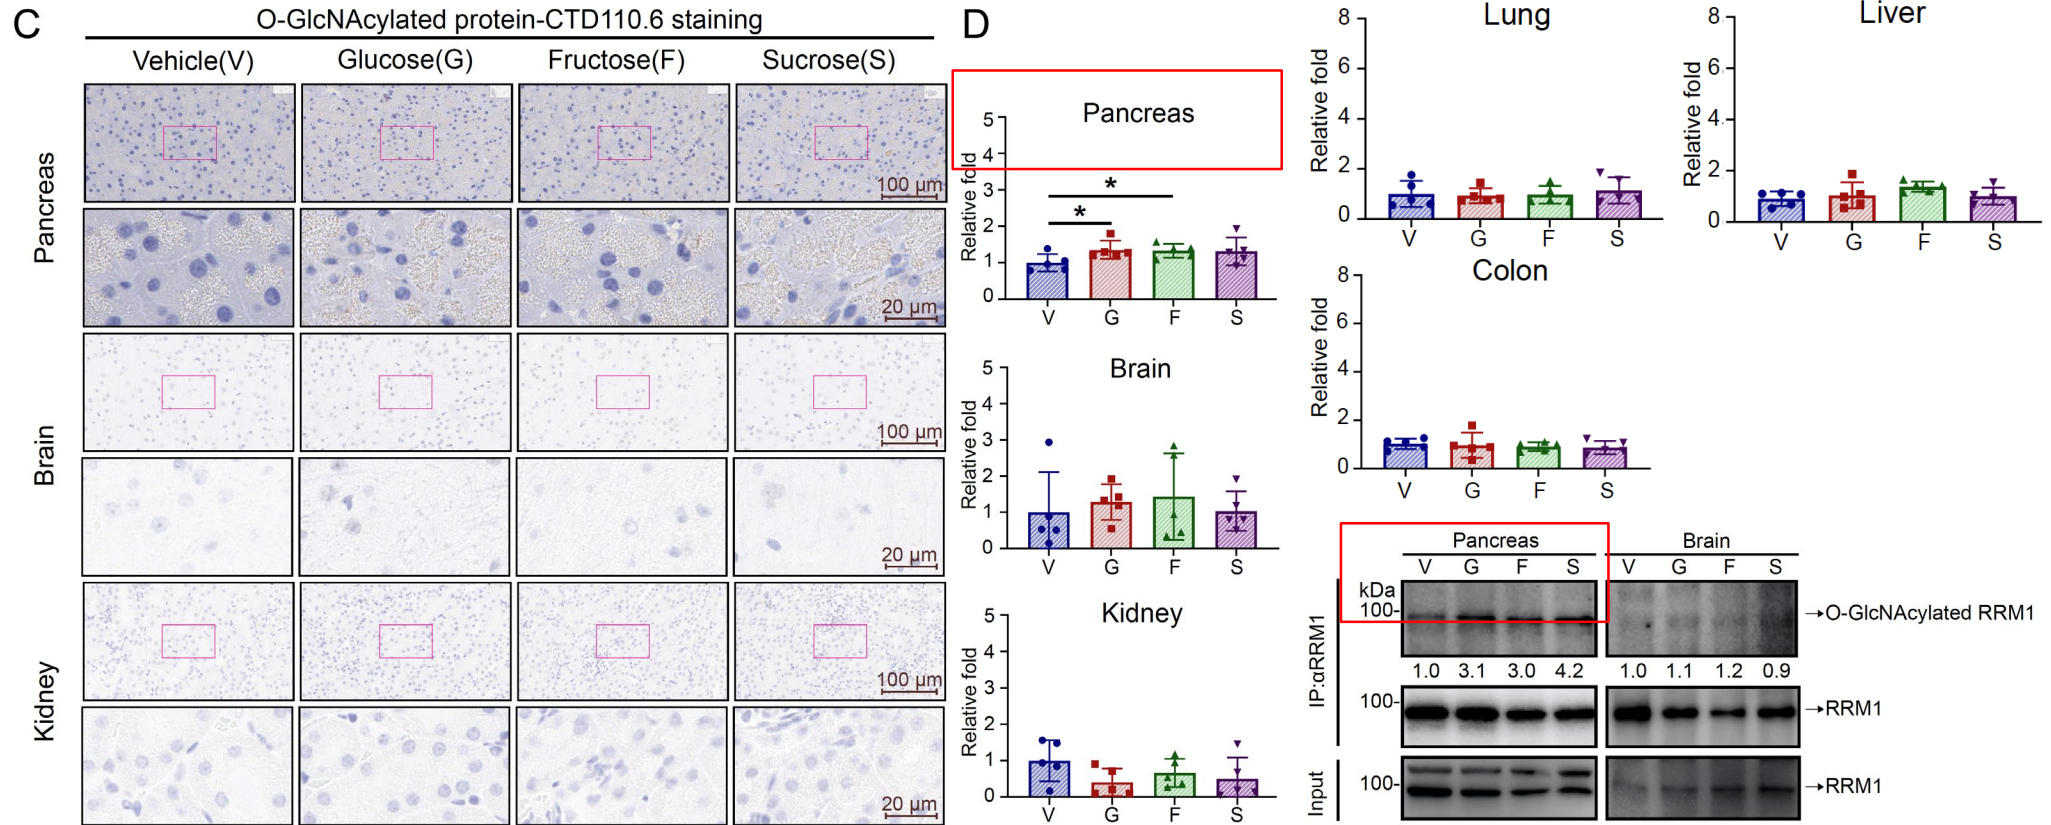 C
O-GlcNAcylated protein-CTD110.6 staining
Vehicle(V) Glucose(G) Fructose(F) Sucrose(S)
Pancreas
100 µm
20 µm
Brain
100 µm
20 µm
Kidney
100 µm
20 µm
D
Pancreas
Relative fold
5
4
3
2
1
0
*
*
V G F S
Brain
Relative fold
5
4
3
2
1
0
V G F S
Kidney
Relative fold
5
4
3
2
1
0
V G F S
Lung
Relative fold
8
6
4
2
0
V G F S
Liver
Relative fold
8
6
4
2
0
V G F S
Colon
Relative fold
8
6
4
2
0
V G F S
Pancreas Brain
V G F S V G F S
kDa
IP:αRRM1
100- →O-GlcNAcylated RRM1
1.0 3.1 3.0 4.2 1.0 1.1 1.2 0.9
100- →RRM1
Input
100- →RRM1